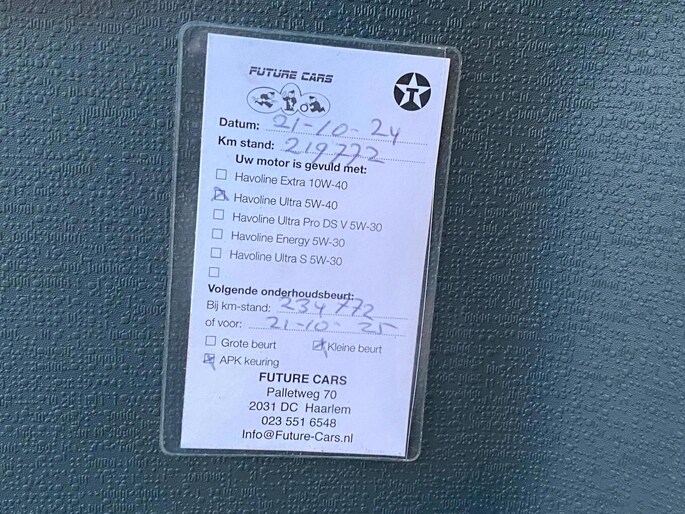 FUTURE CARS
T
Datum: 21-10-24
Km stand: 219772
Uw motor is gevuld met:
Havoline Extra 10W-40
Havoline Ultra 5W-40
Havoline Ultra Pro DS V 5W-30
Havoline Energy 5W-30
Havoline Ultra S 5W-30
Volgende onderhoudsbeurt:
Bij km-stand: 234772
of voor: 21-10-25
Grote beurt Kleine beurt
APK keuring
FUTURE CARS
Palletweg 70
2031 DC Haarlem
023 551 6548
Info@Future-Cars.nl